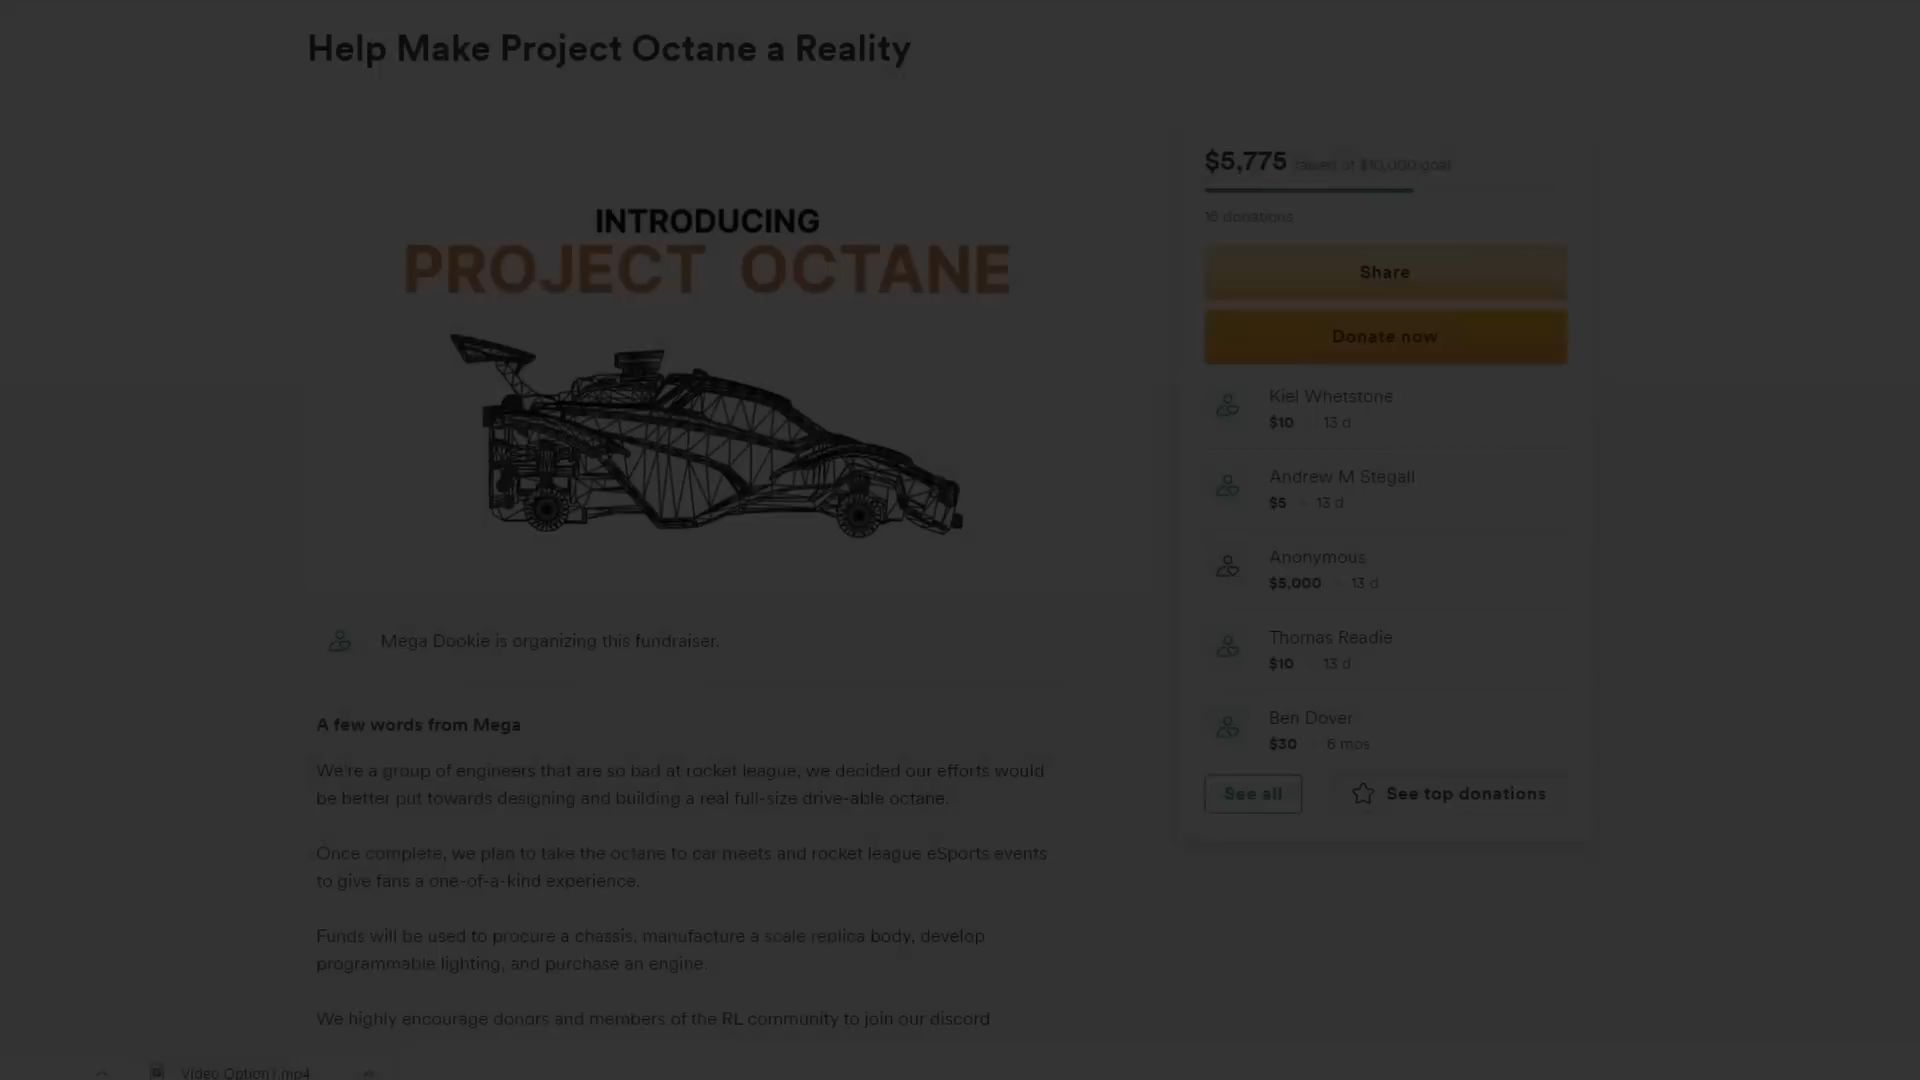 Help Make Project Octane a Reality
INTRODUCING
PROJECT OCTANE
Mega Dookie is organizing this fundraiser.
A few words from Mega
We're a group of engineers that are so bad at rocket league, we decided our efforts would
be better put towards designing and building a real full-size drive-able octane.
Once complete, we plan to take the octane to car meets and rocket league eSports events
to give fans a one-of-a-kind experience.
Funds will be used to procure a chassis, manufacture a scale replica body, develop
programmable lighting, and purchase an engine.
We highly encourage donors and members of the RL community to join our discord
$5,775 raised of $10,000 goal
16 donations
Share
Donate now
Kiel Whetstone
$10 · 13 d
Andrew M Stegall
$5 · 13 d
Anonymous
$5,000 · 13 d
Thomas Readie
$10 · 13 d
Ben Dover
$30 · 6 mos
See all
See top donations
Video Option1.mp4